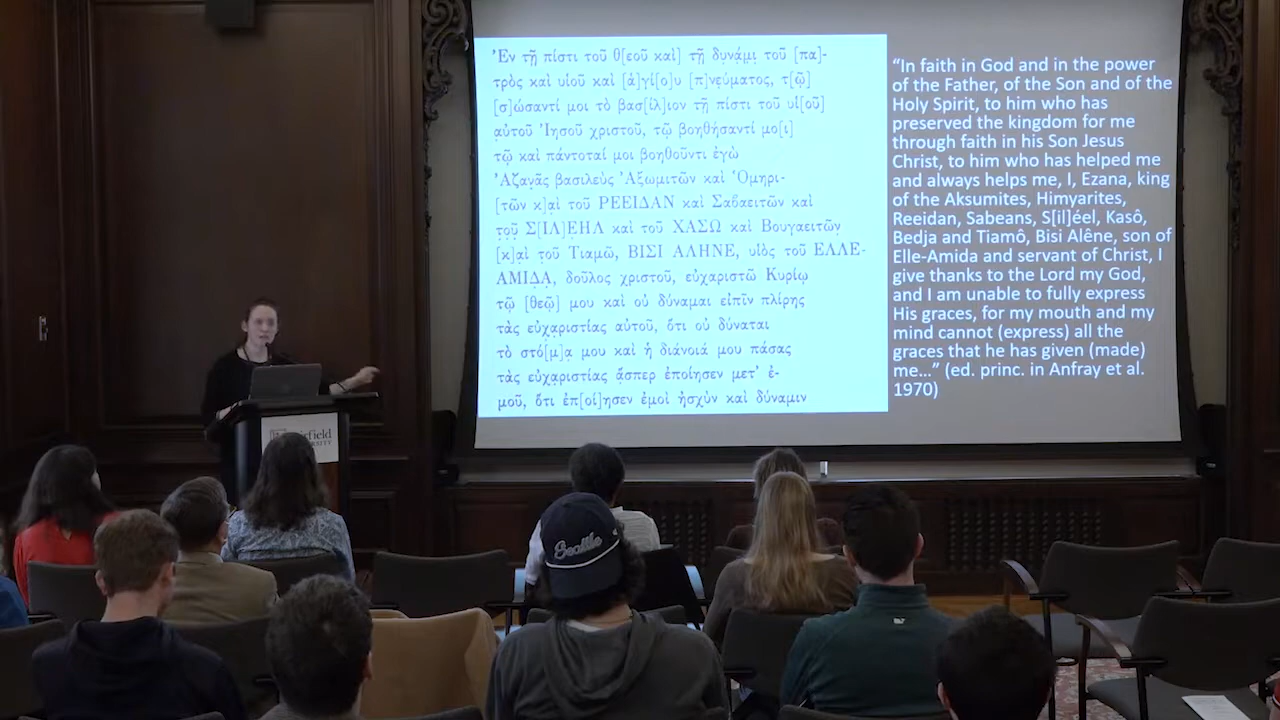 Ἐν τῇ πίστι τοῦ θ[εοῦ καὶ] τῇ δυνάμι τοῦ [πα]-
τρὸς καὶ υἱοῦ καὶ [ἁ]γί[ο]υ [π]νεύματος, τ[ῷ]
[σ]ώσαντί μοι τὸ βασ[ίλ]ιον τῇ πίστι τοῦ υἱ[οῦ]
αὐτοῦ Ἰησοῦ χριστοῦ, τῷ βοηθήσαντί μο[ι]
τῷ καὶ πάντοταί μοι βοηθοῦντι ἐγὼ
Ἀζανᾶς βασιλεὺς Ἀξωμιτῶν καὶ Ὁμηρι-
[τῶν κ]αὶ τοῦ ΡΕΕΙΔΑΝ καὶ Σαβαειτῶν καὶ
τοῦ Σ[ΙΛ]ΕΗΛ καὶ τοῦ ΧΑΣΩ καὶ Βουγαειτῶν
[κ]αὶ τοῦ Τιαμῶ, ΒΙΣΙ ΑΛΗΝΕ, υἱὸς τοῦ ΕΛΛΕ-
ΑΜΙΔΑ, δοῦλος χριστοῦ, εὐχαριστῶ Κυρίῳ
τῷ [θεῷ] μου καὶ οὐ δύναμαι εἰπῖν πλίρης
τὰς εὐχαριστίας αὐτοῦ, ὅτι οὐ δύναται
τὸ στό[μ]α μου καὶ ἡ διάνοιά μου πάσας
τὰς εὐχαριστίας ἅσπερ ἐποίησεν μετ' ἐ-
μοῦ, ὅτι ἐπ[οί]ησεν ἐμοὶ ἠσχὺν καὶ δύναμιν
“In faith in God and in the power
of the Father, of the Son and of the
Holy Spirit, to him who has
preserved the kingdom for me
through faith in his Son Jesus
Christ, to him who has helped me
and always helps me, I, Ezana, king
of the Aksumites, Himyarites,
Reeidan, Sabeans, S[il]éel, Kasô,
Bedja and Tiamô, Bisi Alêne, son of
Elle-Amida and servant of Christ, I
give thanks to the Lord my God,
and I am unable to fully express
His graces, for my mouth and my
mind cannot (express) all the
graces that he has given (made)
me…” (ed. princ. in Anfray et al.
1970)
Seattle